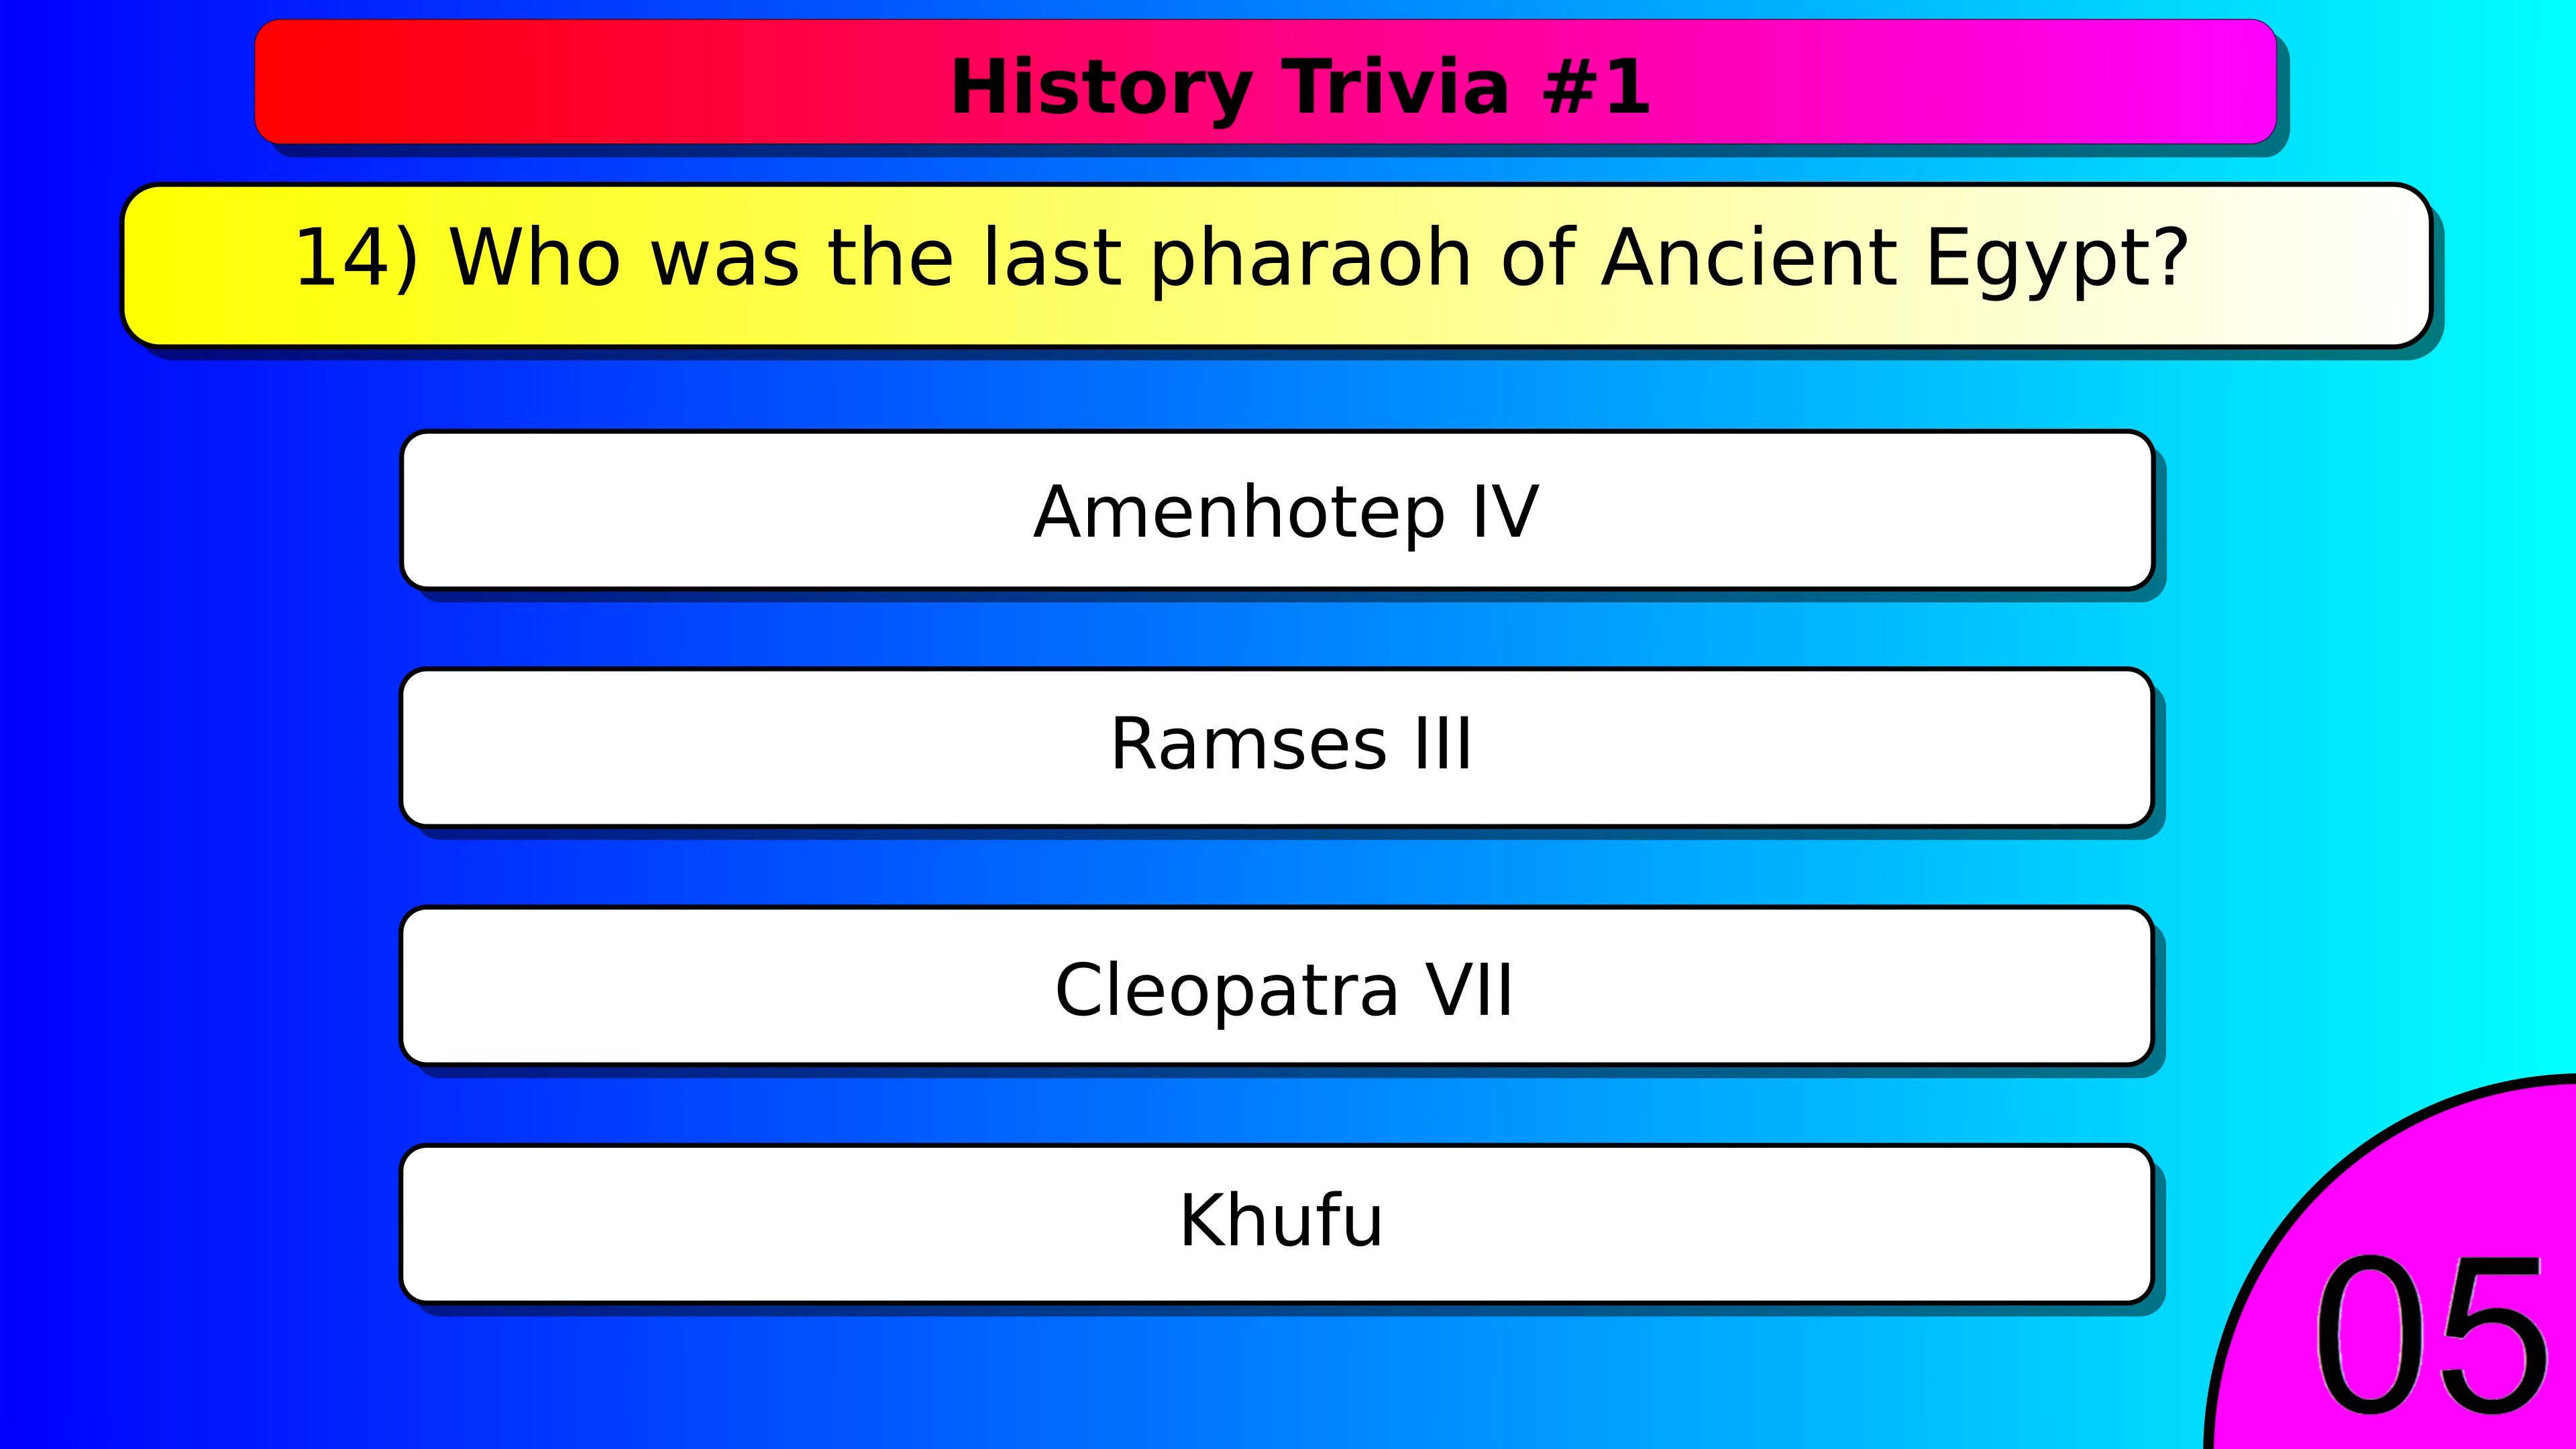 History Trivia #1
14) Who was the last pharaoh of Ancient Egypt?
Amenhotep IV
Ramses III
Cleopatra VII
Khufu
05